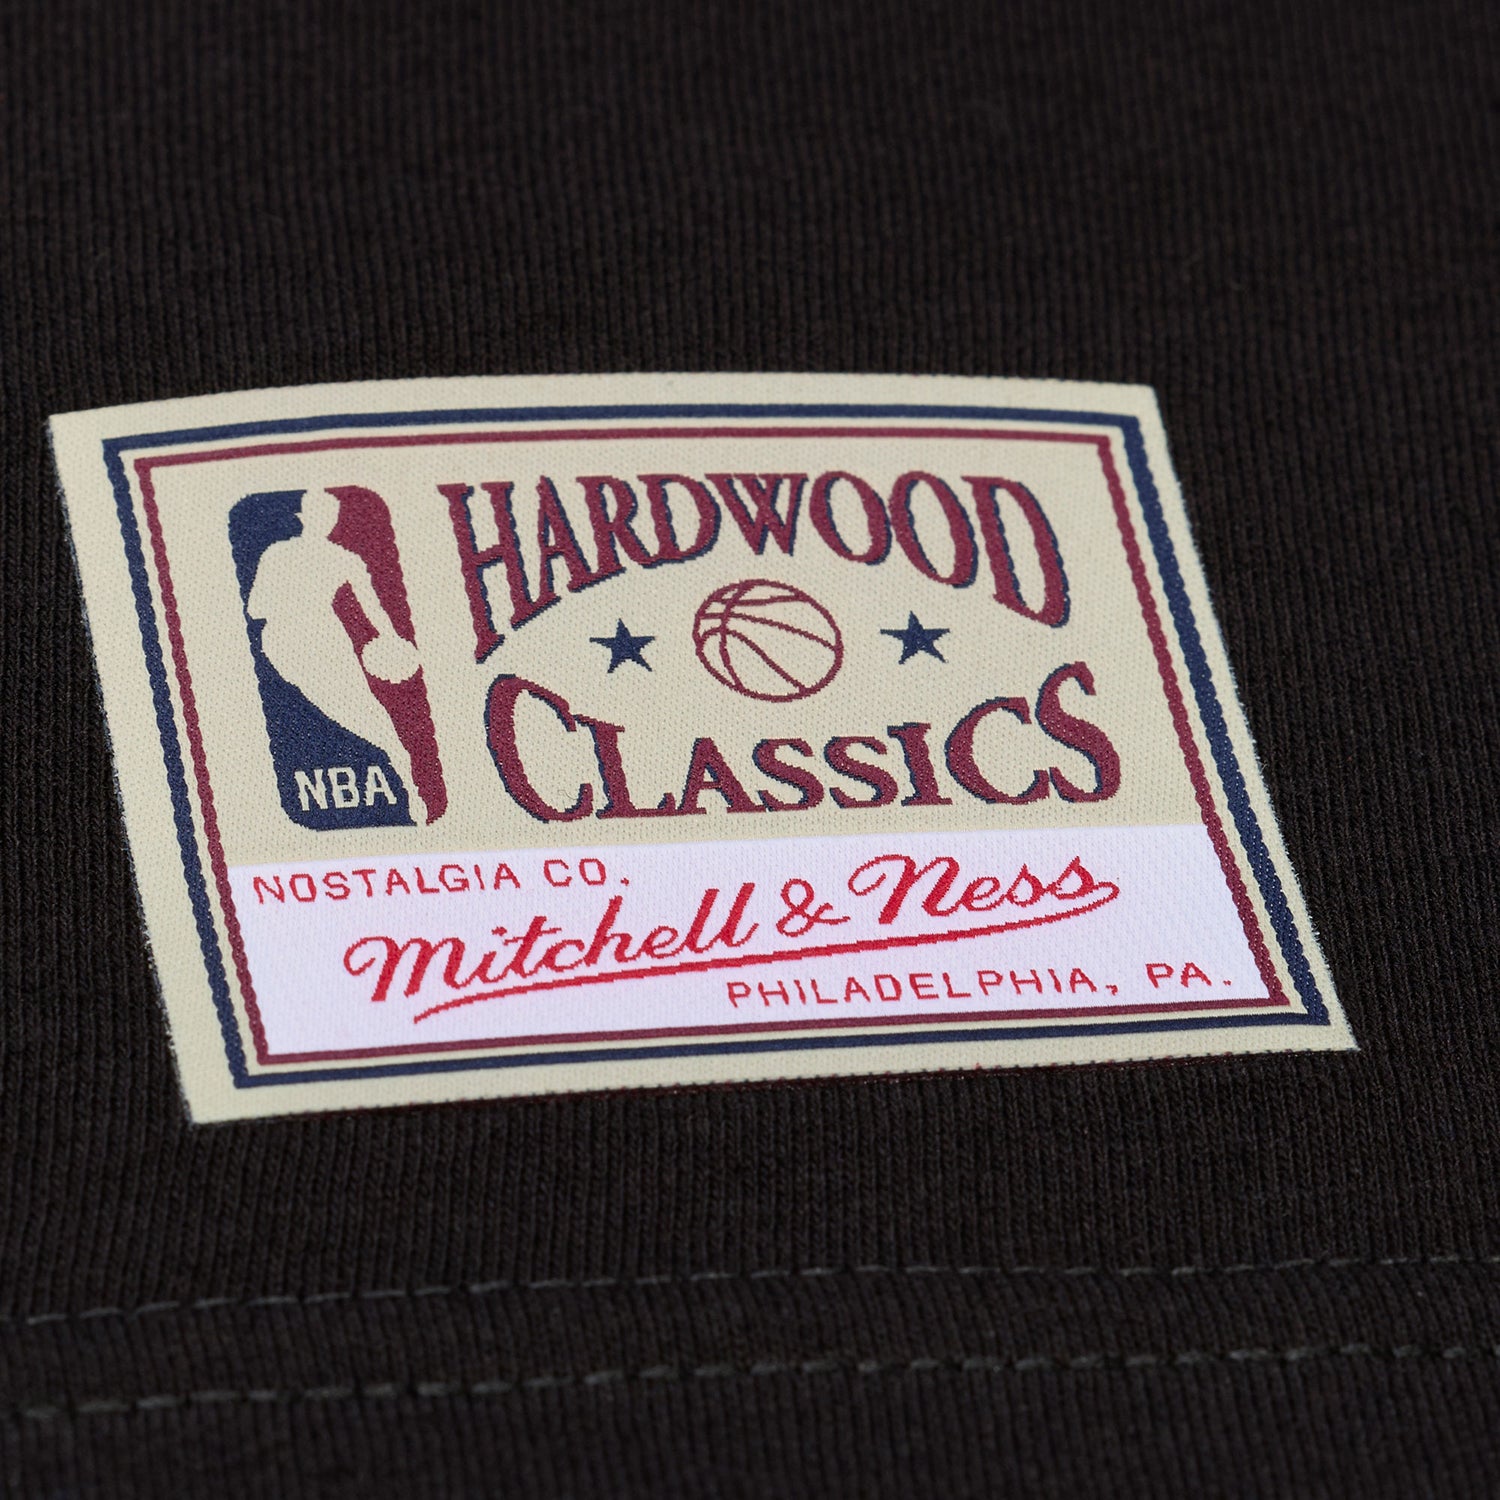 NBA
HARDWOOD
CLASSICS
NOSTALGIA CO.
Mitchell & Ness
PHILADELPHIA, PA.